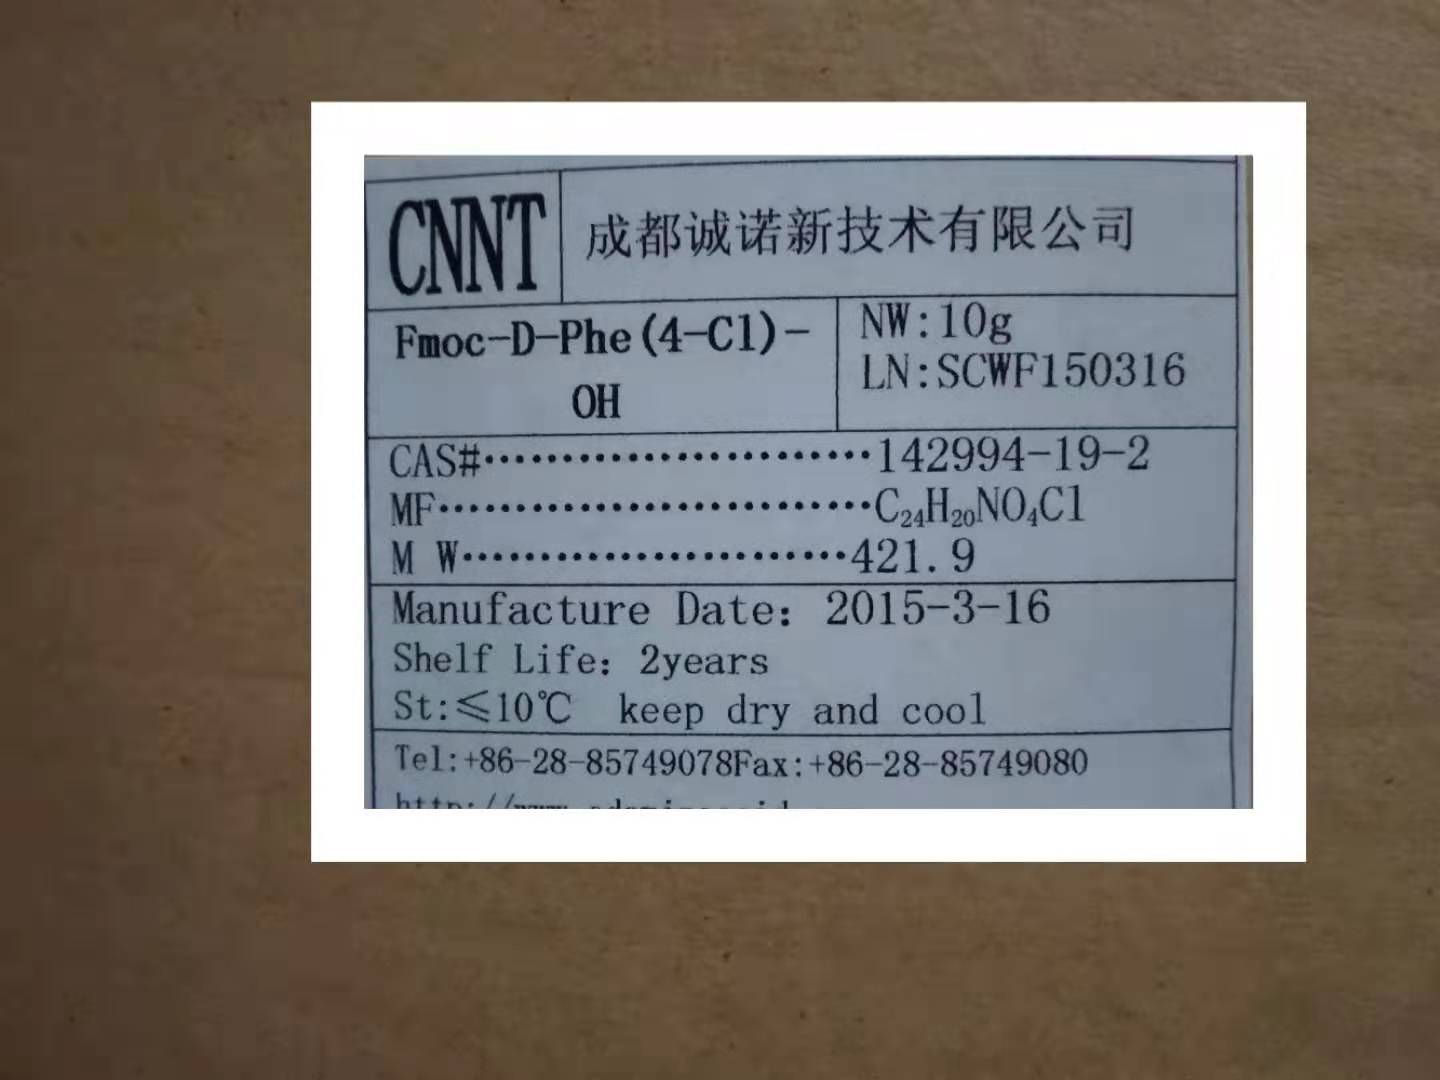 CNNT 成都诚诺新技术有限公司
Fmoc-D-Phe(4-Cl)-
OH
NW:10g
LN:SCWF150316
CAS#························142994-19-2
MF···························C₂₄H₂₀NO₄Cl
M W························421.9
Manufacture Date: 2015-3-16
Shelf Life: 2years
St:≤10℃ keep dry and cool
Tel:+86-28-85749078Fax:+86-28-85749080